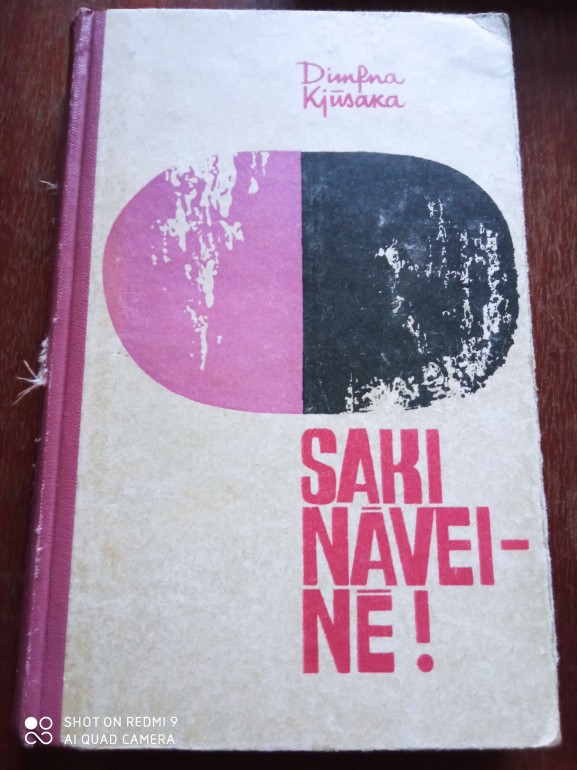 Dimfna
Kjūsaka
SAKI
NĀVEI-
NĒ!
SHOT ON REDMI 9
AI QUAD CAMERA